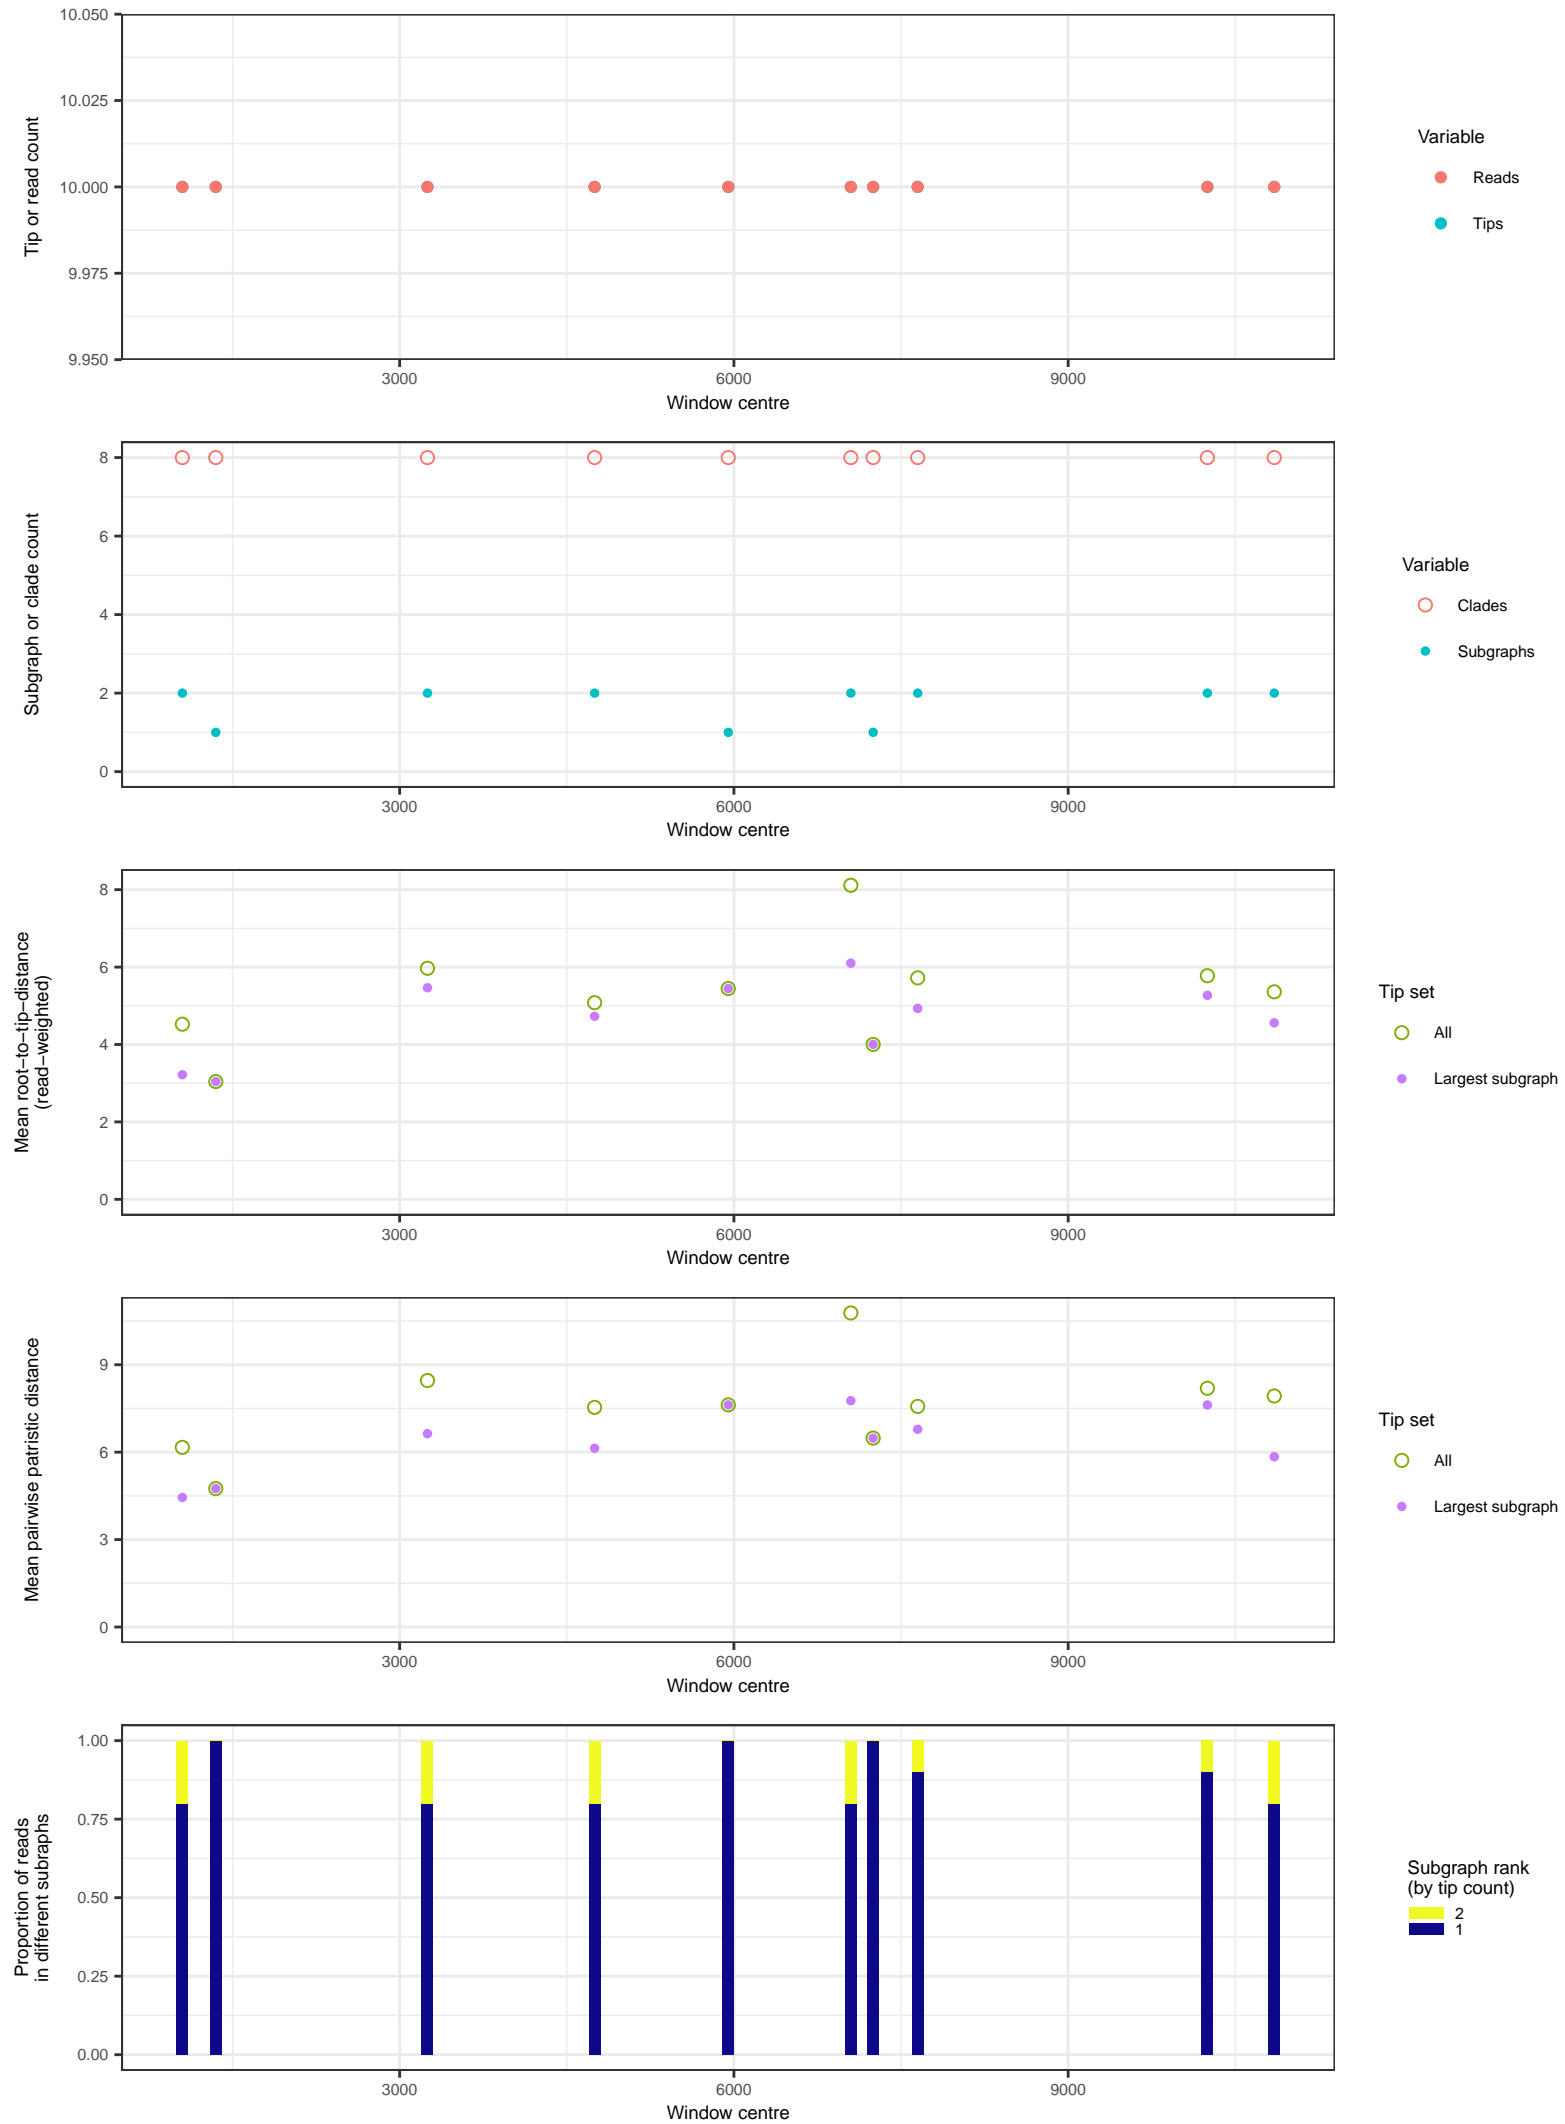 10.050
10.025
10.000
9.975
9.950
Tip or read count
3000 6000 9000
Window centre
Variable
Reads
Tips
8
6
4
2
0
Subgraph or clade count
3000 6000 9000
Window centre
Variable
Clades
Subgraphs
8
6
4
2
0
Mean root−to−tip−distance
(read−weighted)
3000 6000 9000
Window centre
Tip set
All
Largest subgraph
9
6
3
0
Mean pairwise patristic distance
3000 6000 9000
Window centre
Tip set
All
Largest subgraph
1.00
0.75
0.50
0.25
0.00
Proportion of reads
in different subraphs
3000 6000 9000
Window centre
Subgraph rank
(by tip count)
2
1